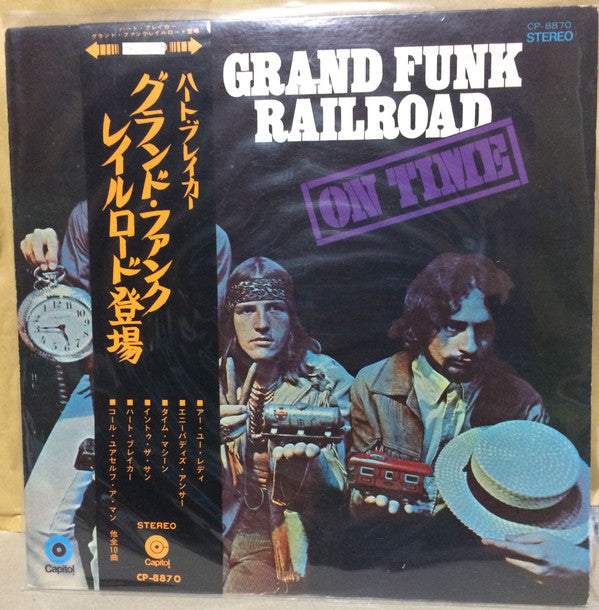 ハート・ブレイカー
グランド・ファンク・レイルロード登場
ハート・ブレイカー
グランド・ファンク
レイルロード登場
CP-8870
STEREO
GRAND FUNK
RAILROAD
ON TIME
■アー・ユー・レディ
■エニーバディズ・アンサー
■タイム・マシーン
■イントゥ・ザ・サン
■ハート・ブレイカー
■コール・ユアセルフ・ア・マン 他全10曲
STEREO
Capitol
CP-8870
Capitol